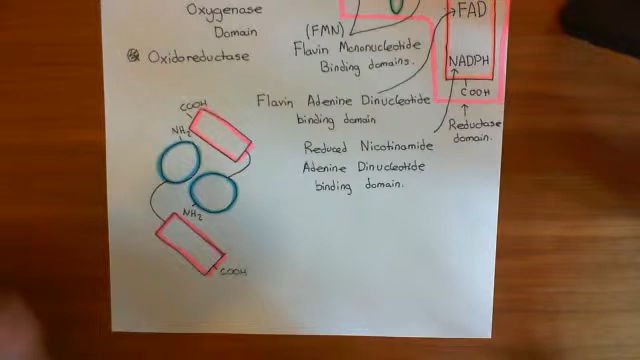 Oxygenase
Domain
Oxidoreductase
(FMN)
Flavin Mononucleotide
Binding domains.
FAD
NADPH
COOH
Reductase
domain.
Flavin Adenine Dinucleotide
binding domain
Reduced Nicotinamide
Adenine Dinucleotide
binding domain.
COOH
NH2
NH2
COOH